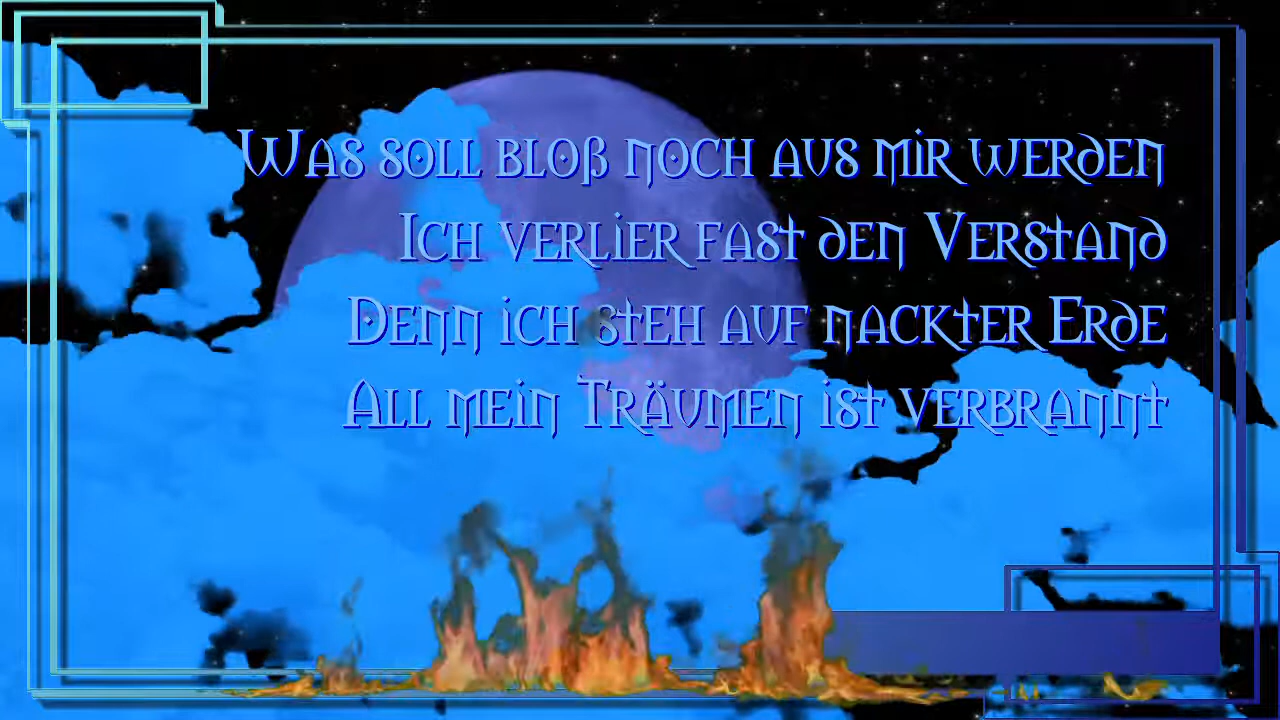 Was soll bloß noch aus mir werden
Ich verlier fast den Verstand
Denn ich steh auf nackter Erde
All mein Träumen ist verbrannt